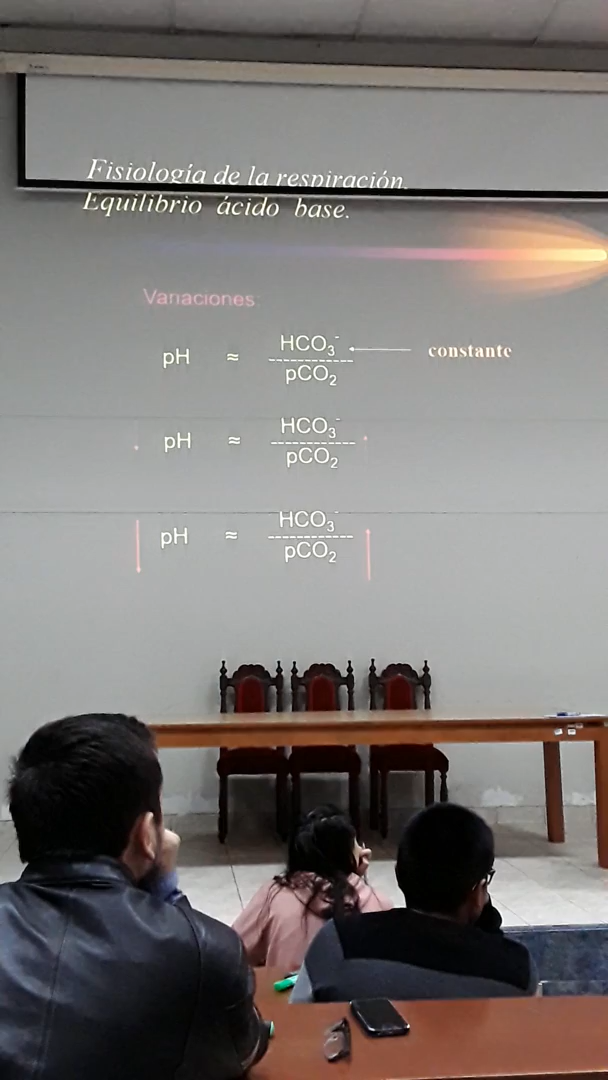 Fisiología de la respiración.
Equilibrio ácido base.
Variaciones:
pH ≈ HCO₃⁻ / pCO₂ ← constante
pH ≈ HCO₃⁻ / pCO₂
↓ pH ≈ HCO₃⁻ / pCO₂ ↑